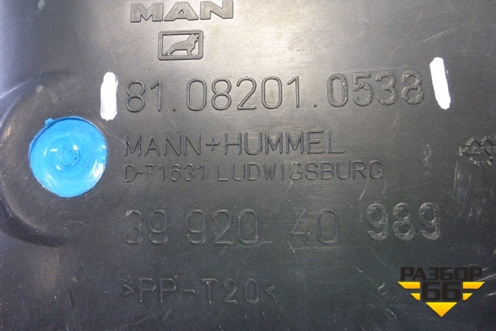 MAN
81.08201.0538
MANN+HUMMEL
D-71631 LUDWIGSBURG
39 920 40 989
>PP-T20<
РАЗБОР
66